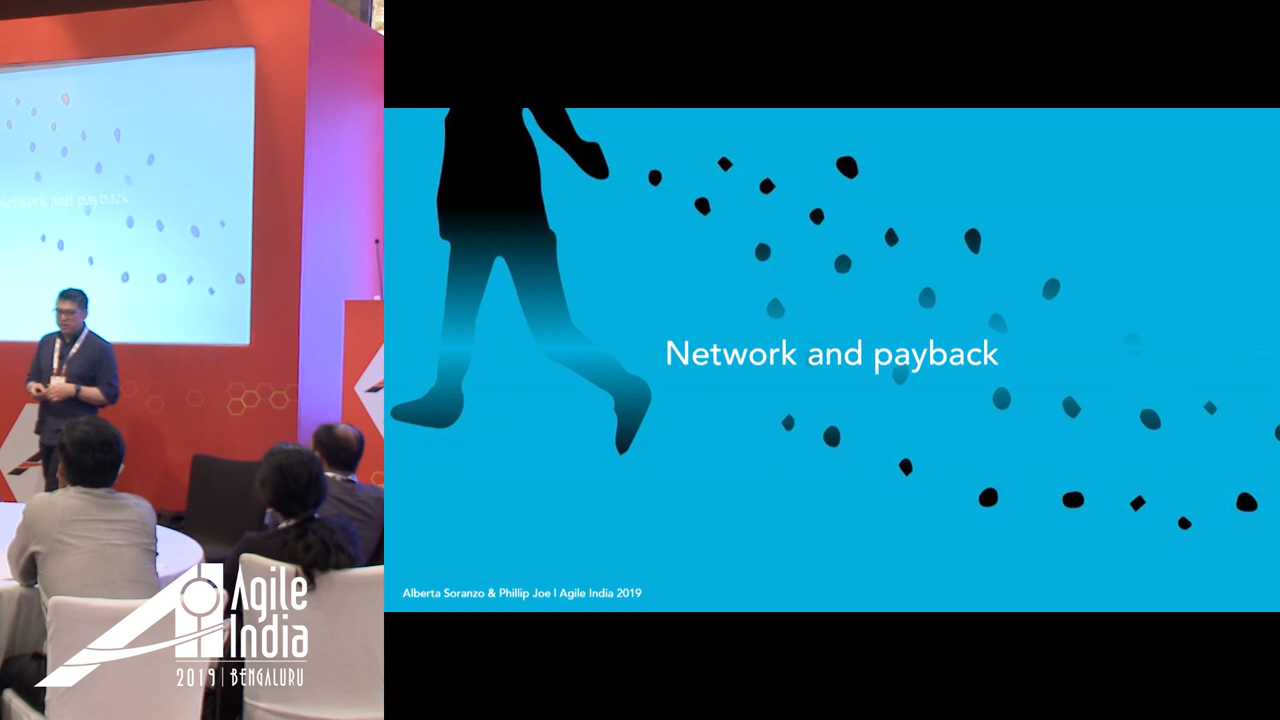 Network and payback
Network and payback
Alberta Soranzo & Phillip Joe | Agile India 2019
Agile
India
2019 | BENGALURU